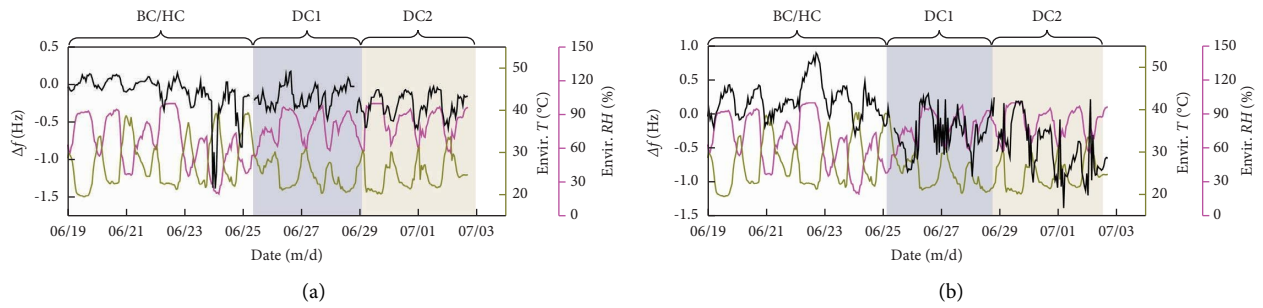 BC/HC DC1 DC2
0.5
0.0
-0.5
-1.0
-1.5
Δf (Hz)
50
40
30
20
Envir. T (°C)
150
120
90
60
30
0
Envir. RH (%)
06/19 06/21 06/23 06/25 06/27 06/29 07/01 07/03
Date (m/d)
(a)
BC/HC DC1 DC2
1.0
0.5
0.0
-0.5
-1.0
-1.5
Δf (Hz)
50
40
30
20
Envir. T (°C)
150
120
90
60
30
0
Envir. RH (%)
06/19 06/21 06/23 06/25 06/27 06/29 07/01 07/03
Date (m/d)
(b)